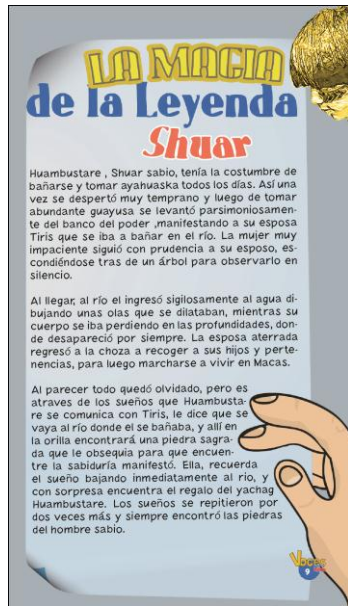 LA MAGIA
de la Leyenda
Shuar
Huambustare , Shuar sabio, tenía la costumbre de
bañarse y tomar ayahuaska todos los días. Así una
vez se despertó muy temprano y luego de tomar
abundante guayusa se levantó parsimoniosamen-
te del banco del poder ,manifestando a su esposa
Tiris que se iba a bañar en el río. La mujer muy
impaciente siguió con prudencia a su esposo, es-
condiéndose tras de un árbol para observarlo en
silencio.
Al llegar, al río el ingresó sigilosamente al agua di-
bujando unas olas que se dilataban, mientras su
cuerpo se iba perdiendo en las profundidades, don-
de desapareció por siempre. La esposa aterrada
regresó a la choza a recoger a sus hijos y perte-
nencias, para luego marcharse a vivir en Macas.
Al parecer todo quedó olvidado, pero es
atraves de los sueños que Huambusta-
re se comunica con Tiris, le dice que se
vaya al río donde el se bañaba, y allí en
la orilla encontrará una piedra sagra-
da que le obsequia para que encuen-
tre la sabiduría manifestó. Ella, recuerda
el sueño bajando inmediatamente al rio, y
con sorpresa encuentra el regalo del yachag
Huambustare. Los sueños se repitieron por
dos veces más y siempre encontró las piedras
del hombre sabio.
Voces